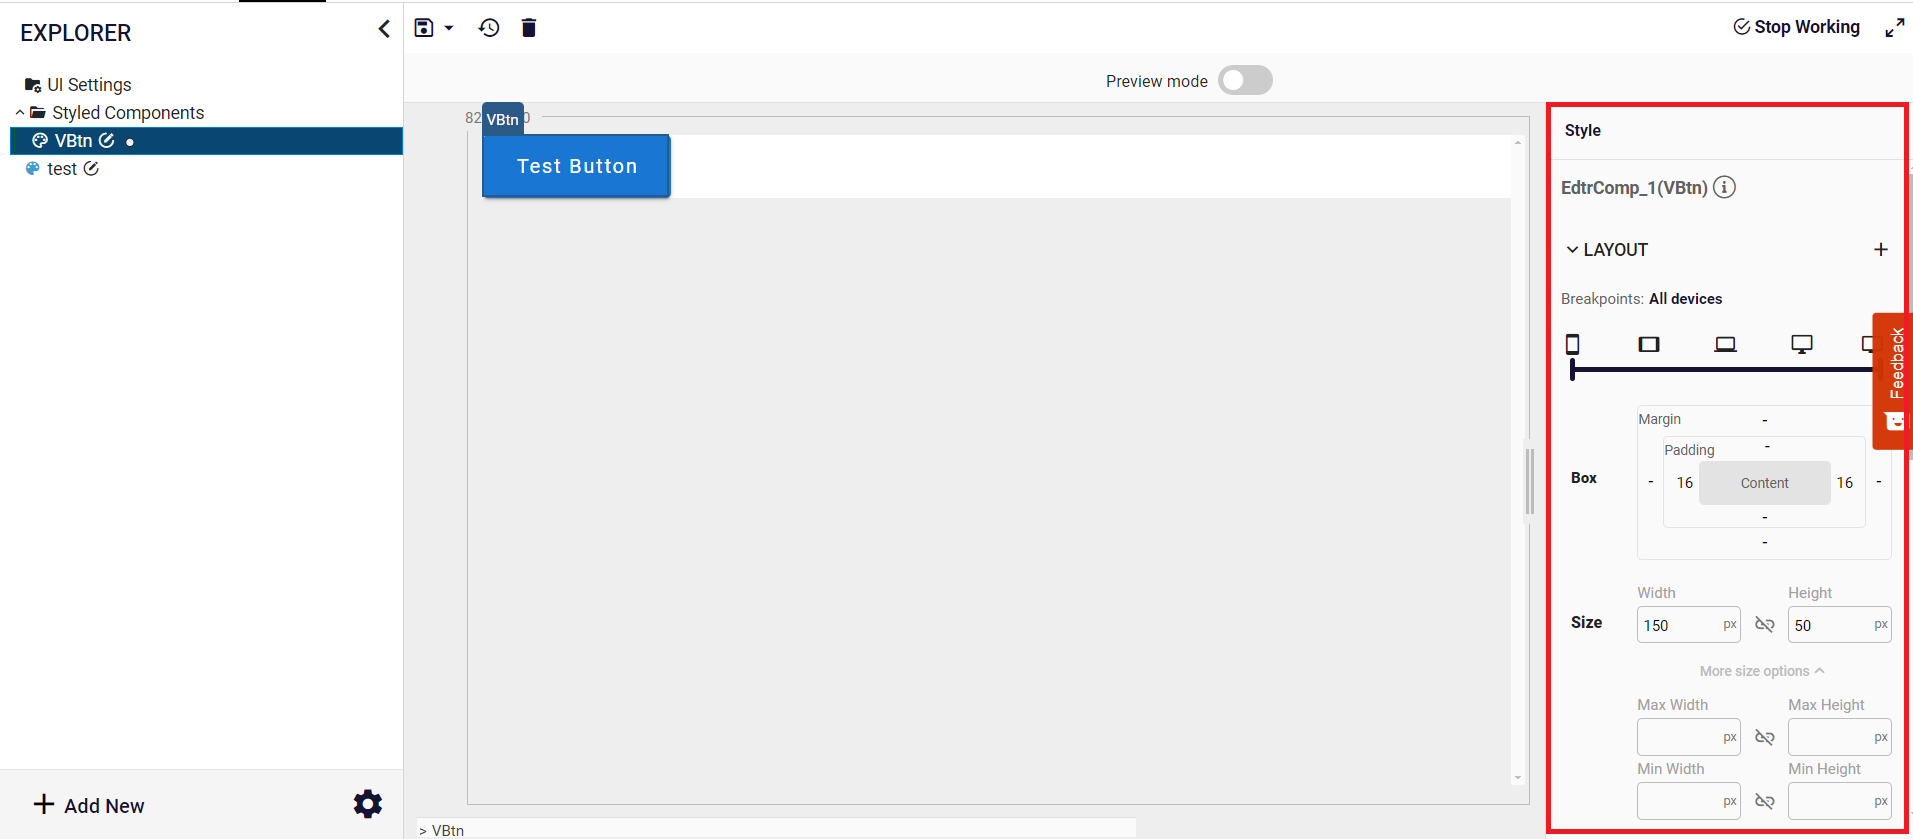 EXPLORER
UI Settings
Styled Components
VBtn
test
Add New
Stop Working
Preview mode
82
VBtn
0
Test Button
> VBtn
Style
EdtrComp_1(VBtn)
LAYOUT
Breakpoints: All devices
Feedback
Margin
-
Padding
-
Box
-
16
Content
16
-
-
-
Width
Height
Size
150 px
50 px
More size options
Max Width
Max Height
px
px
Min Width
Min Height
px
px